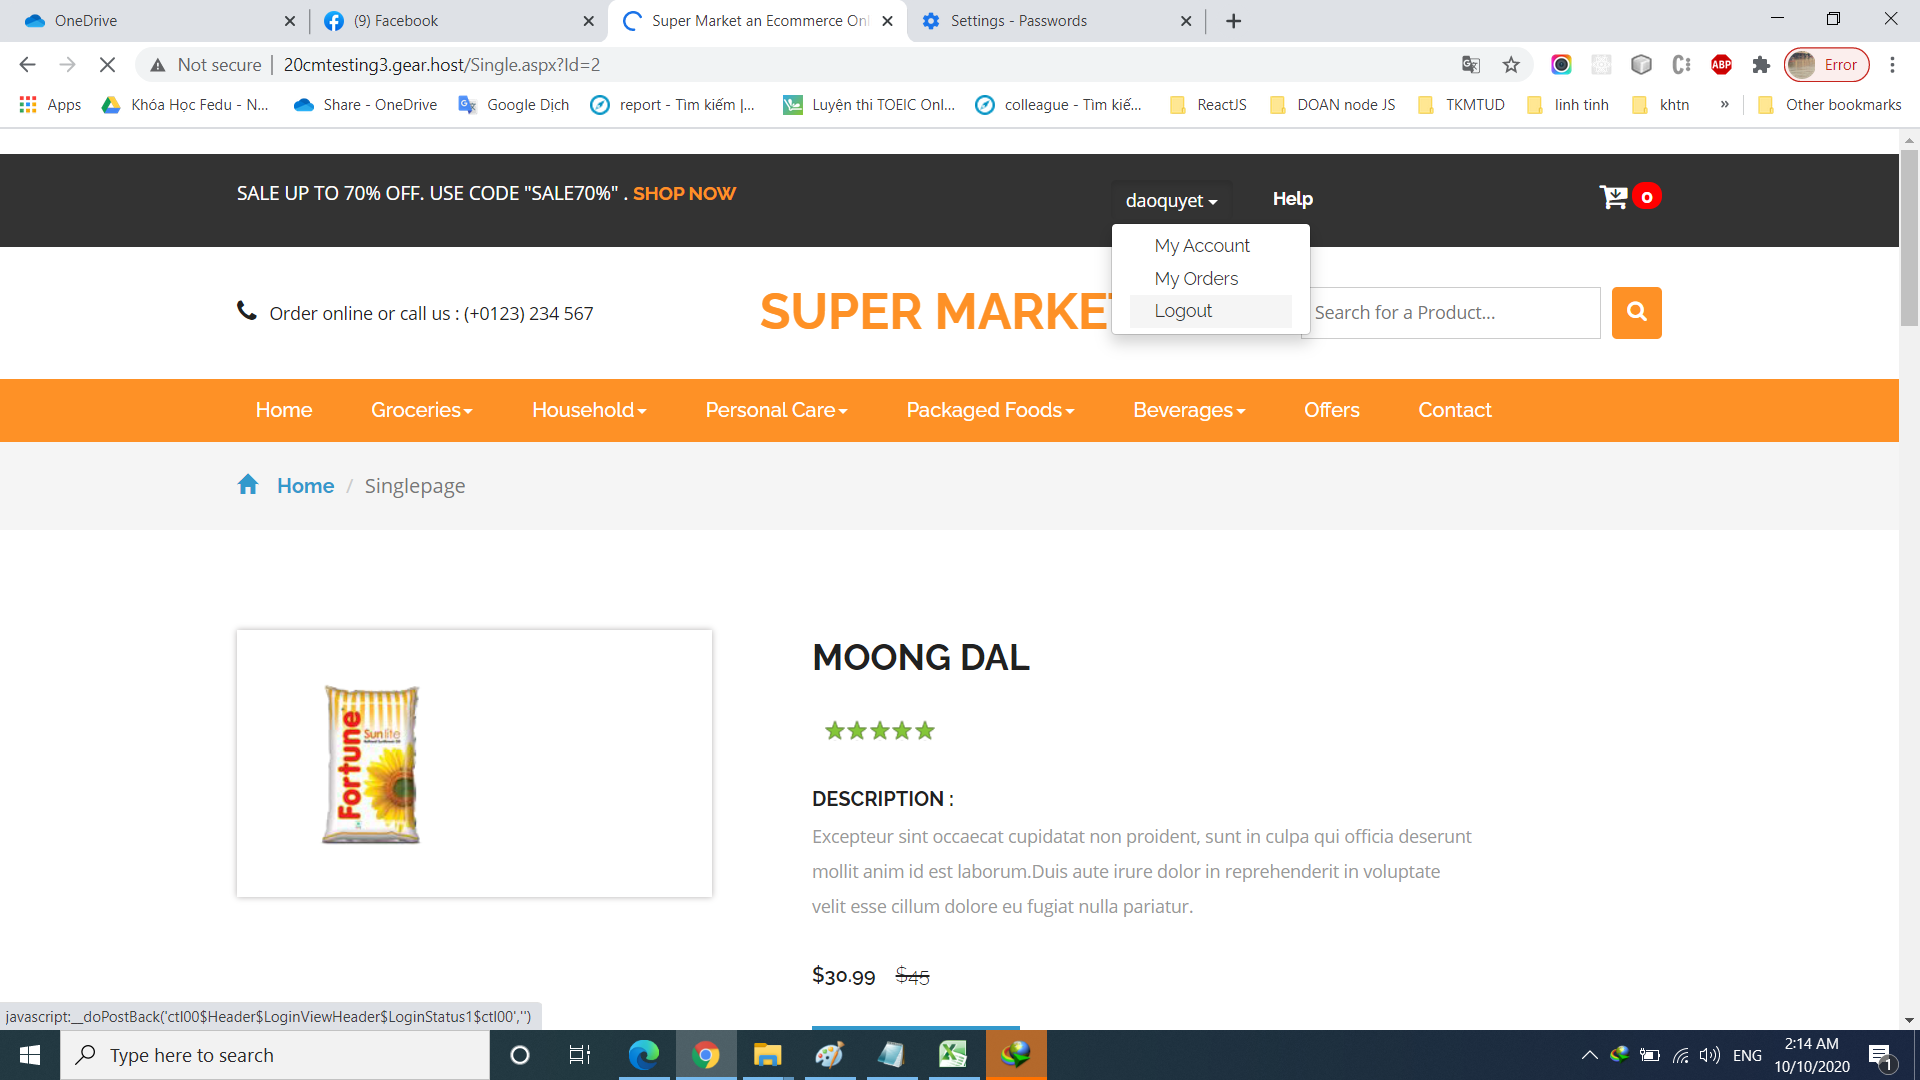 OneDrive
(9) Facebook
Super Market an Ecommerce Onl
Settings - Passwords
Not secure
20cmtesting3.gear.host/Single.aspx?Id=2
ABP
Error
Apps
Khóa Học Fedu - N...
Share - OneDrive
Google Dịch
report - Tìm kiếm |...
Luyện thi TOEIC Onl...
colleague - Tìm kiế...
ReactJS
DOAN node JS
TKMTUD
linh tinh
khtn
»
Other bookmarks
SALE UP TO 70% OFF. USE CODE "SALE70%" . SHOP NOW
daoquyet
Help
0
My Account
My Orders
Logout
Order online or call us : (+0123) 234 567
SUPER MARKET
Search for a Product...
Home
Groceries
Household
Personal Care
Packaged Foods
Beverages
Offers
Contact
Home / Singlepage
Fortune
Sunlite
MOONG DAL
DESCRIPTION :
Excepteur sint occaecat cupidatat non proident, sunt in culpa qui officia deserunt
mollit anim id est laborum.Duis aute irure dolor in reprehenderit in voluptate
velit esse cillum dolore eu fugiat nulla pariatur.
$30.99 $45
javascript:__doPostBack('ctl00$Header$LoginViewHeader$LoginStatus1$ctl00','')
Type here to search
ENG
2:14 AM
10/10/2020
1